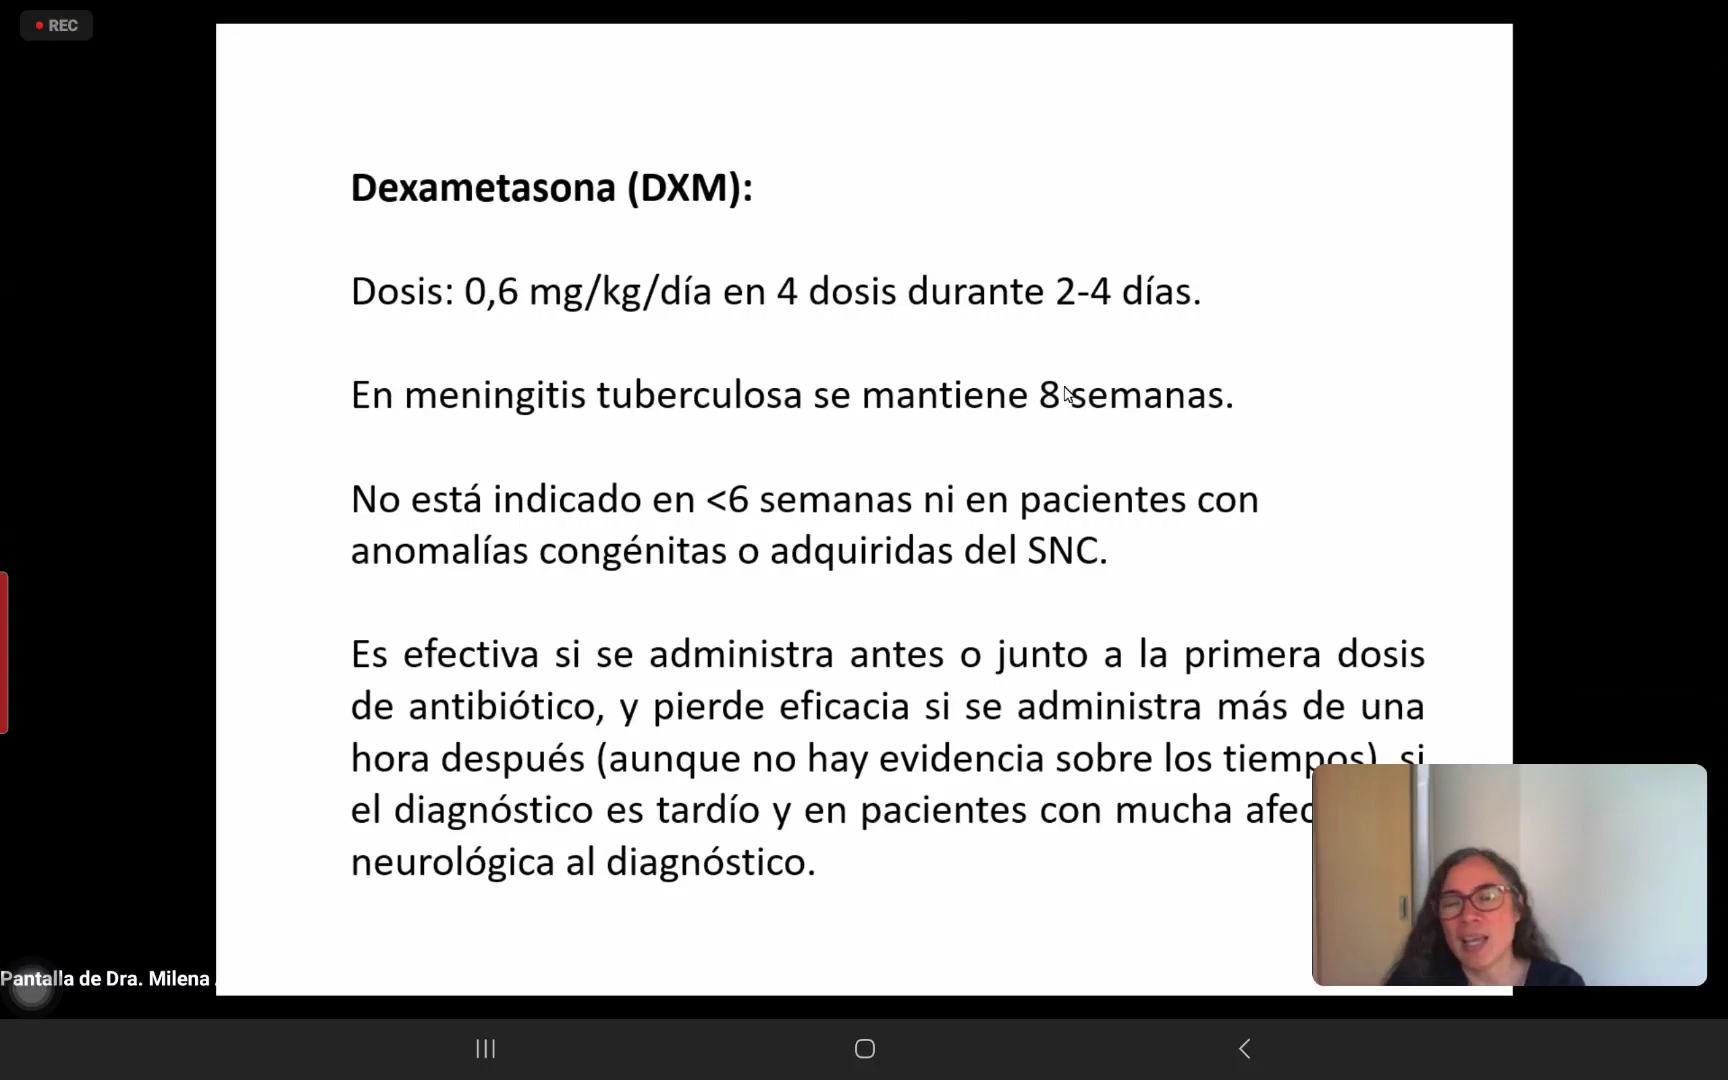 REC
Dexametasona (DXM):
Dosis: 0,6 mg/kg/día en 4 dosis durante 2-4 días.
En meningitis tuberculosa se mantiene 8 semanas.
No está indicado en <6 semanas ni en pacientes con
anomalías congénitas o adquiridas del SNC.
Es efectiva si se administra antes o junto a la primera dosis
de antibiótico, y pierde eficacia si se administra más de una
hora después (aunque no hay evidencia sobre los tiempos), si
el diagnóstico es tardío y en pacientes con mucha
neurológica al diagnóstico.
Pantalla de Dra. Milena